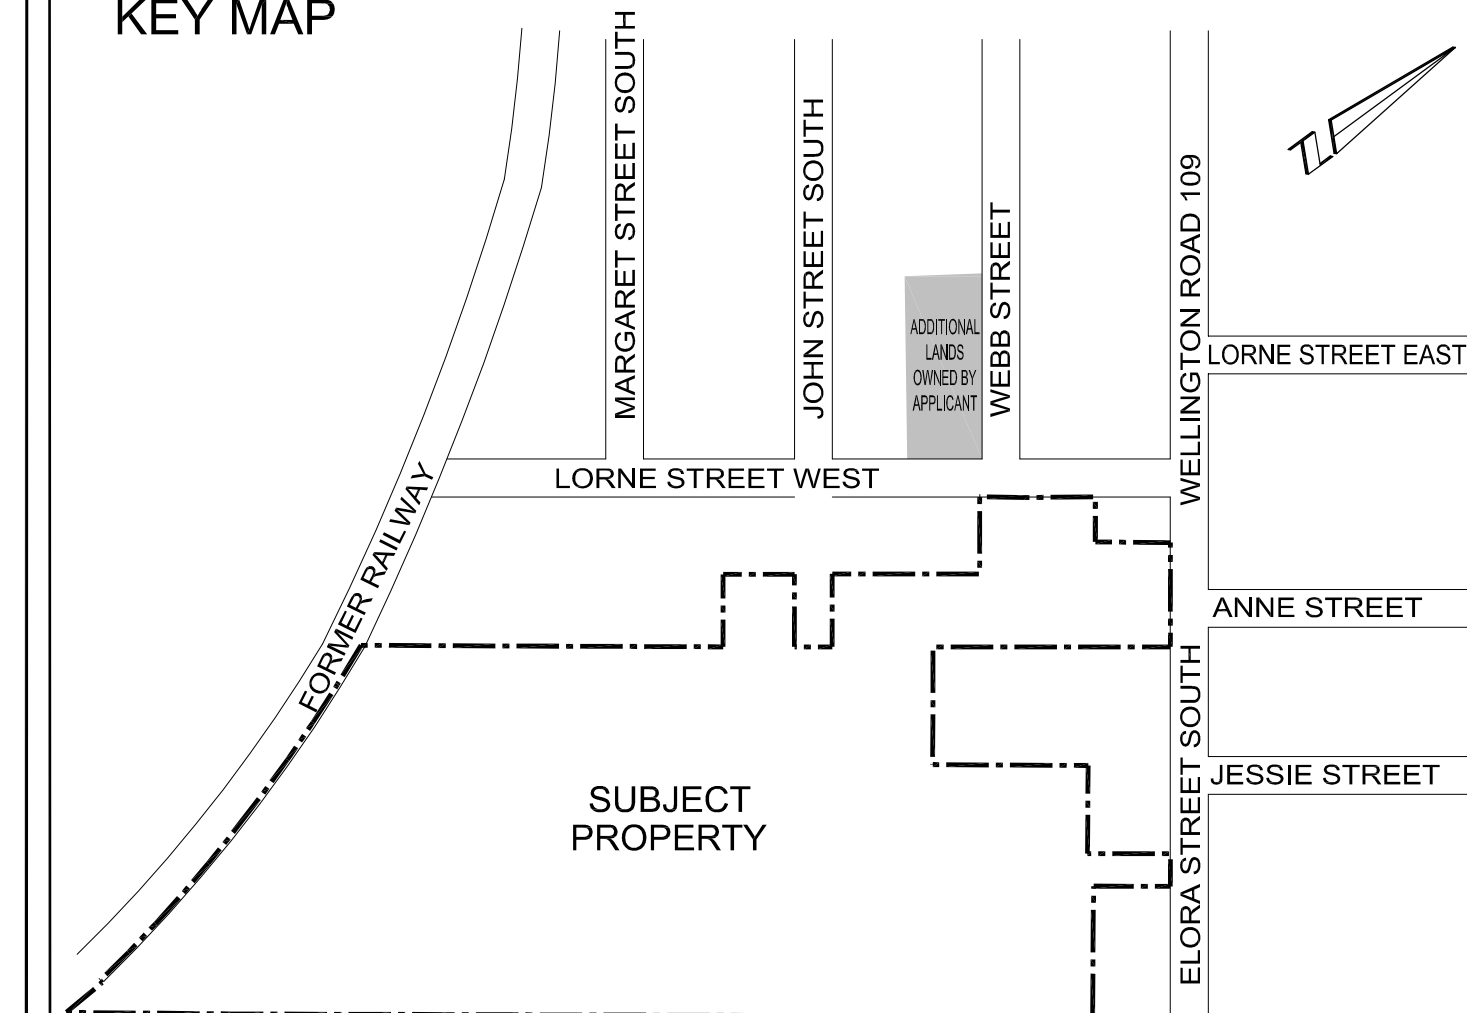 KEY MAP
MARGARET STREET SOUTH
JOHN STREET SOUTH
WEBB STREET
WELLINGTON ROAD 109
ADDITIONAL
LANDS
OWNED BY
APPLICANT
LORNE STREET EAST
LORNE STREET WEST
FORMER RAILWAY
ANNE STREET
ELORA STREET SOUTH
JESSIE STREET
SUBJECT
PROPERTY